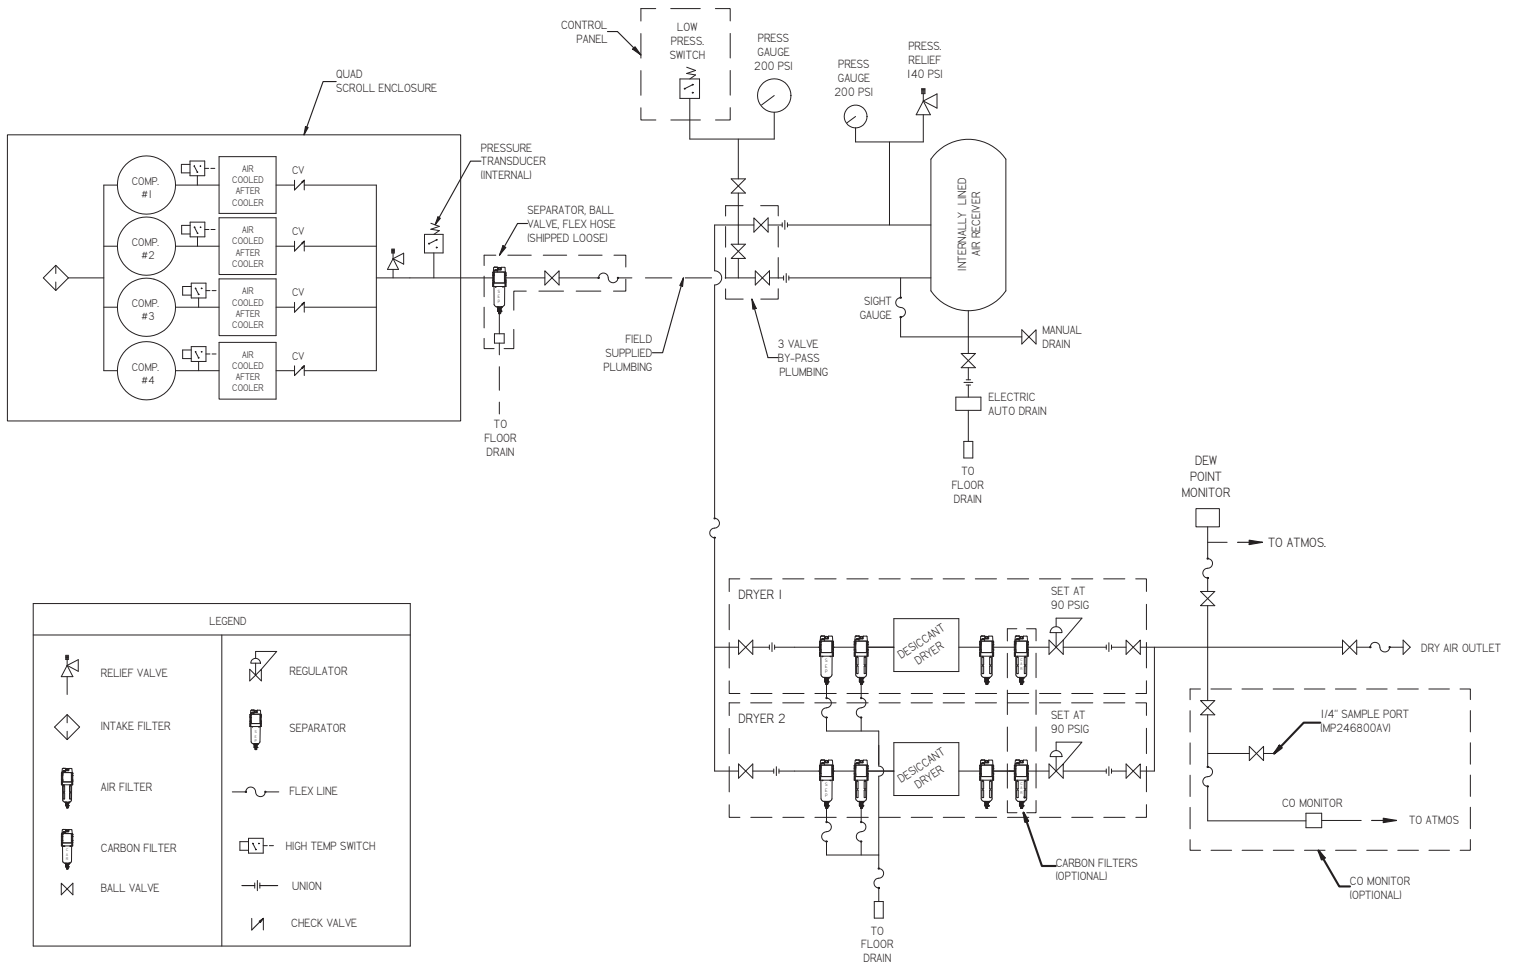 CONTROL
PANEL
LOW
PRESS.
SWITCH
PRESS
GAUGE
200 PSI
PRESS
GAUGE
200 PSI
PRESS.
RELIEF
140 PSI
QUAD
SCROLL ENCLOSURE
COMP.
#1
AIR
COOLED
AFTER
COOLER
CV
COMP.
#2
AIR
COOLED
AFTER
COOLER
CV
COMP.
#3
AIR
COOLED
AFTER
COOLER
CV
COMP.
#4
AIR
COOLED
AFTER
COOLER
CV
PRESSURE
TRANSDUCER
(INTERNAL)
SEPARATOR, BALL
VALVE, FLEX HOSE
(SHIPPED LOOSE)
TO
FLOOR
DRAIN
FIELD
SUPPLIED
PLUMBING
3 VALVE
BY-PASS
PLUMBING
SIGHT
GAUGE
INTERNALLY LINED
AIR RECEIVER
MANUAL
DRAIN
ELECTRIC
AUTO DRAIN
TO
FLOOR
DRAIN
DEW
POINT
MONITOR
TO ATMOS.
DRYER 1
DESICCANT
DRYER
SET AT
90 PSIG
DRY AIR OUTLET
DRYER 2
DESICCANT
DRYER
SET AT
90 PSIG
1/4" SAMPLE PORT
(MP246800AV)
CO MONITOR
TO ATMOS
CARBON FILTERS
(OPTIONAL)
CO MONITOR
(OPTIONAL)
TO
FLOOR
DRAIN
LEGEND
RELIEF VALVE
INTAKE FILTER
AIR FILTER
CARBON FILTER
BALL VALVE
REGULATOR
SEPARATOR
FLEX LINE
HIGH TEMP SWITCH
UNION
CHECK VALVE